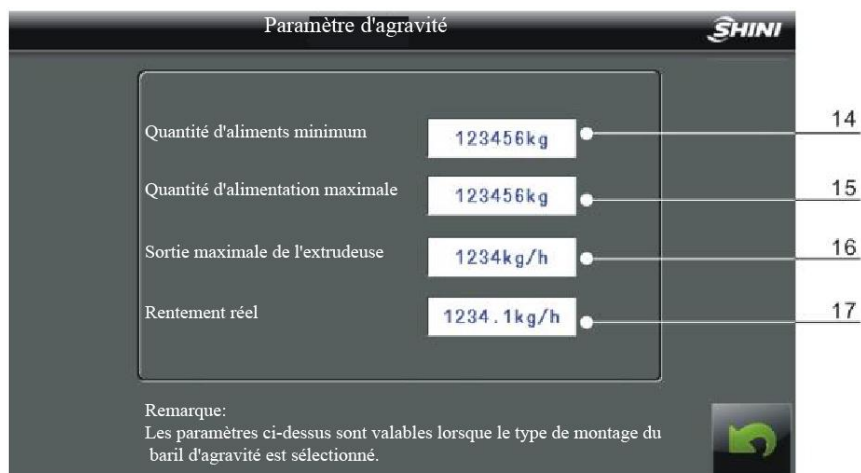 Paramètre d'agravité
SHINI
Quantité d'aliments minimum
123456kg
14
Quantité d'alimentation maximale
123456kg
15
Sortie maximale de l'extrudeuse
1234kg/h
16
Rentement réel
1234.1kg/h
17
Remarque:
Les paramètres ci-dessus sont valables lorsque le type de montage du
baril d'agravité est sélectionné.